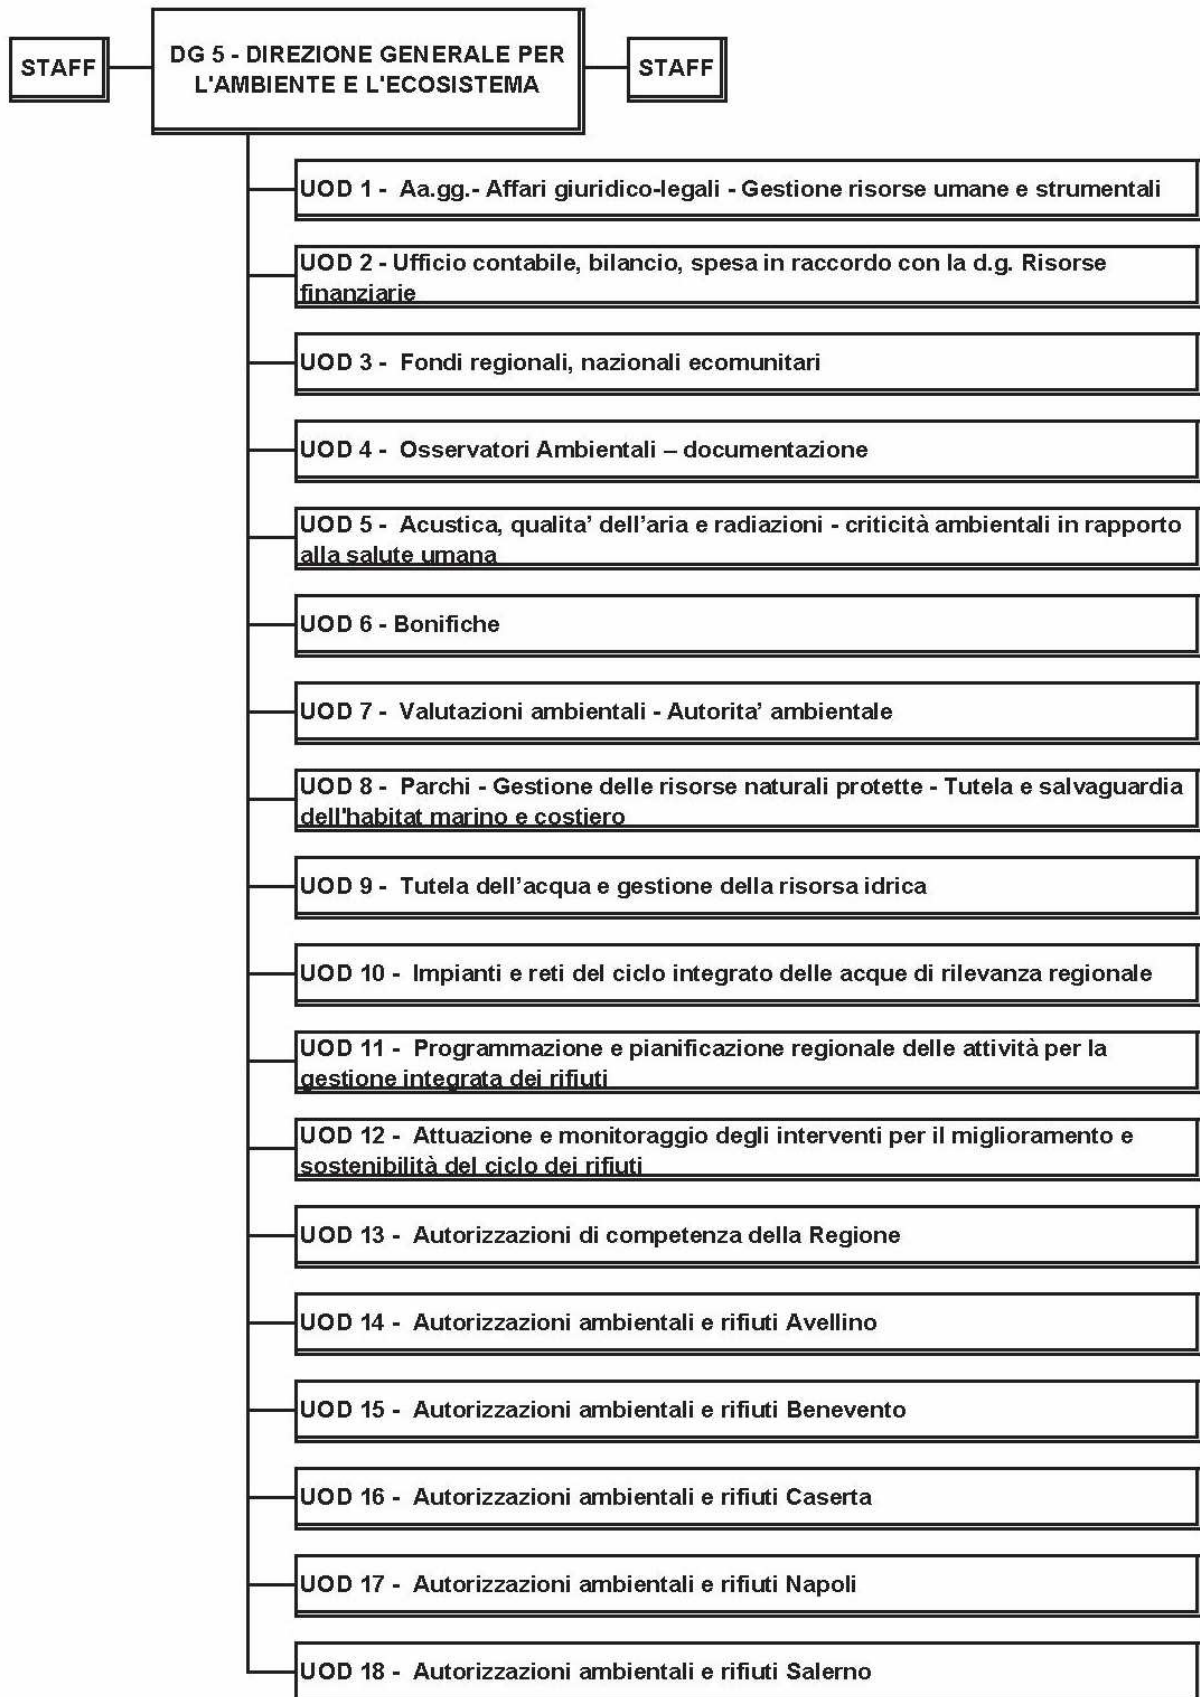 STAFF
DG 5 - DIREZIONE GENERALE PER
L'AMBIENTE E L'ECOSISTEMA
STAFF
UOD 1 - Aa.gg.- Affari giuridico-legali - Gestione risorse umane e strumentali
UOD 2 - Ufficio contabile, bilancio, spesa in raccordo con la d.g. Risorse
finanziarie
UOD 3 - Fondi regionali, nazionali ecomunitari
UOD 4 - Osservatori Ambientali – documentazione
UOD 5 - Acustica, qualita’ dell’aria e radiazioni - criticità ambientali in rapporto
alla salute umana
UOD 6 - Bonifiche
UOD 7 - Valutazioni ambientali - Autorita’ ambientale
UOD 8 - Parchi - Gestione delle risorse naturali protette - Tutela e salvaguardia
dell'habitat marino e costiero
UOD 9 - Tutela dell’acqua e gestione della risorsa idrica
UOD 10 - Impianti e reti del ciclo integrato delle acque di rilevanza regionale
UOD 11 - Programmazione e pianificazione regionale delle attività per la
gestione integrata dei rifiuti
UOD 12 - Attuazione e monitoraggio degli interventi per il miglioramento e
sostenibilità del ciclo dei rifiuti
UOD 13 - Autorizzazioni di competenza della Regione
UOD 14 - Autorizzazioni ambientali e rifiuti Avellino
UOD 15 - Autorizzazioni ambientali e rifiuti Benevento
UOD 16 - Autorizzazioni ambientali e rifiuti Caserta
UOD 17 - Autorizzazioni ambientali e rifiuti Napoli
UOD 18 - Autorizzazioni ambientali e rifiuti Salerno